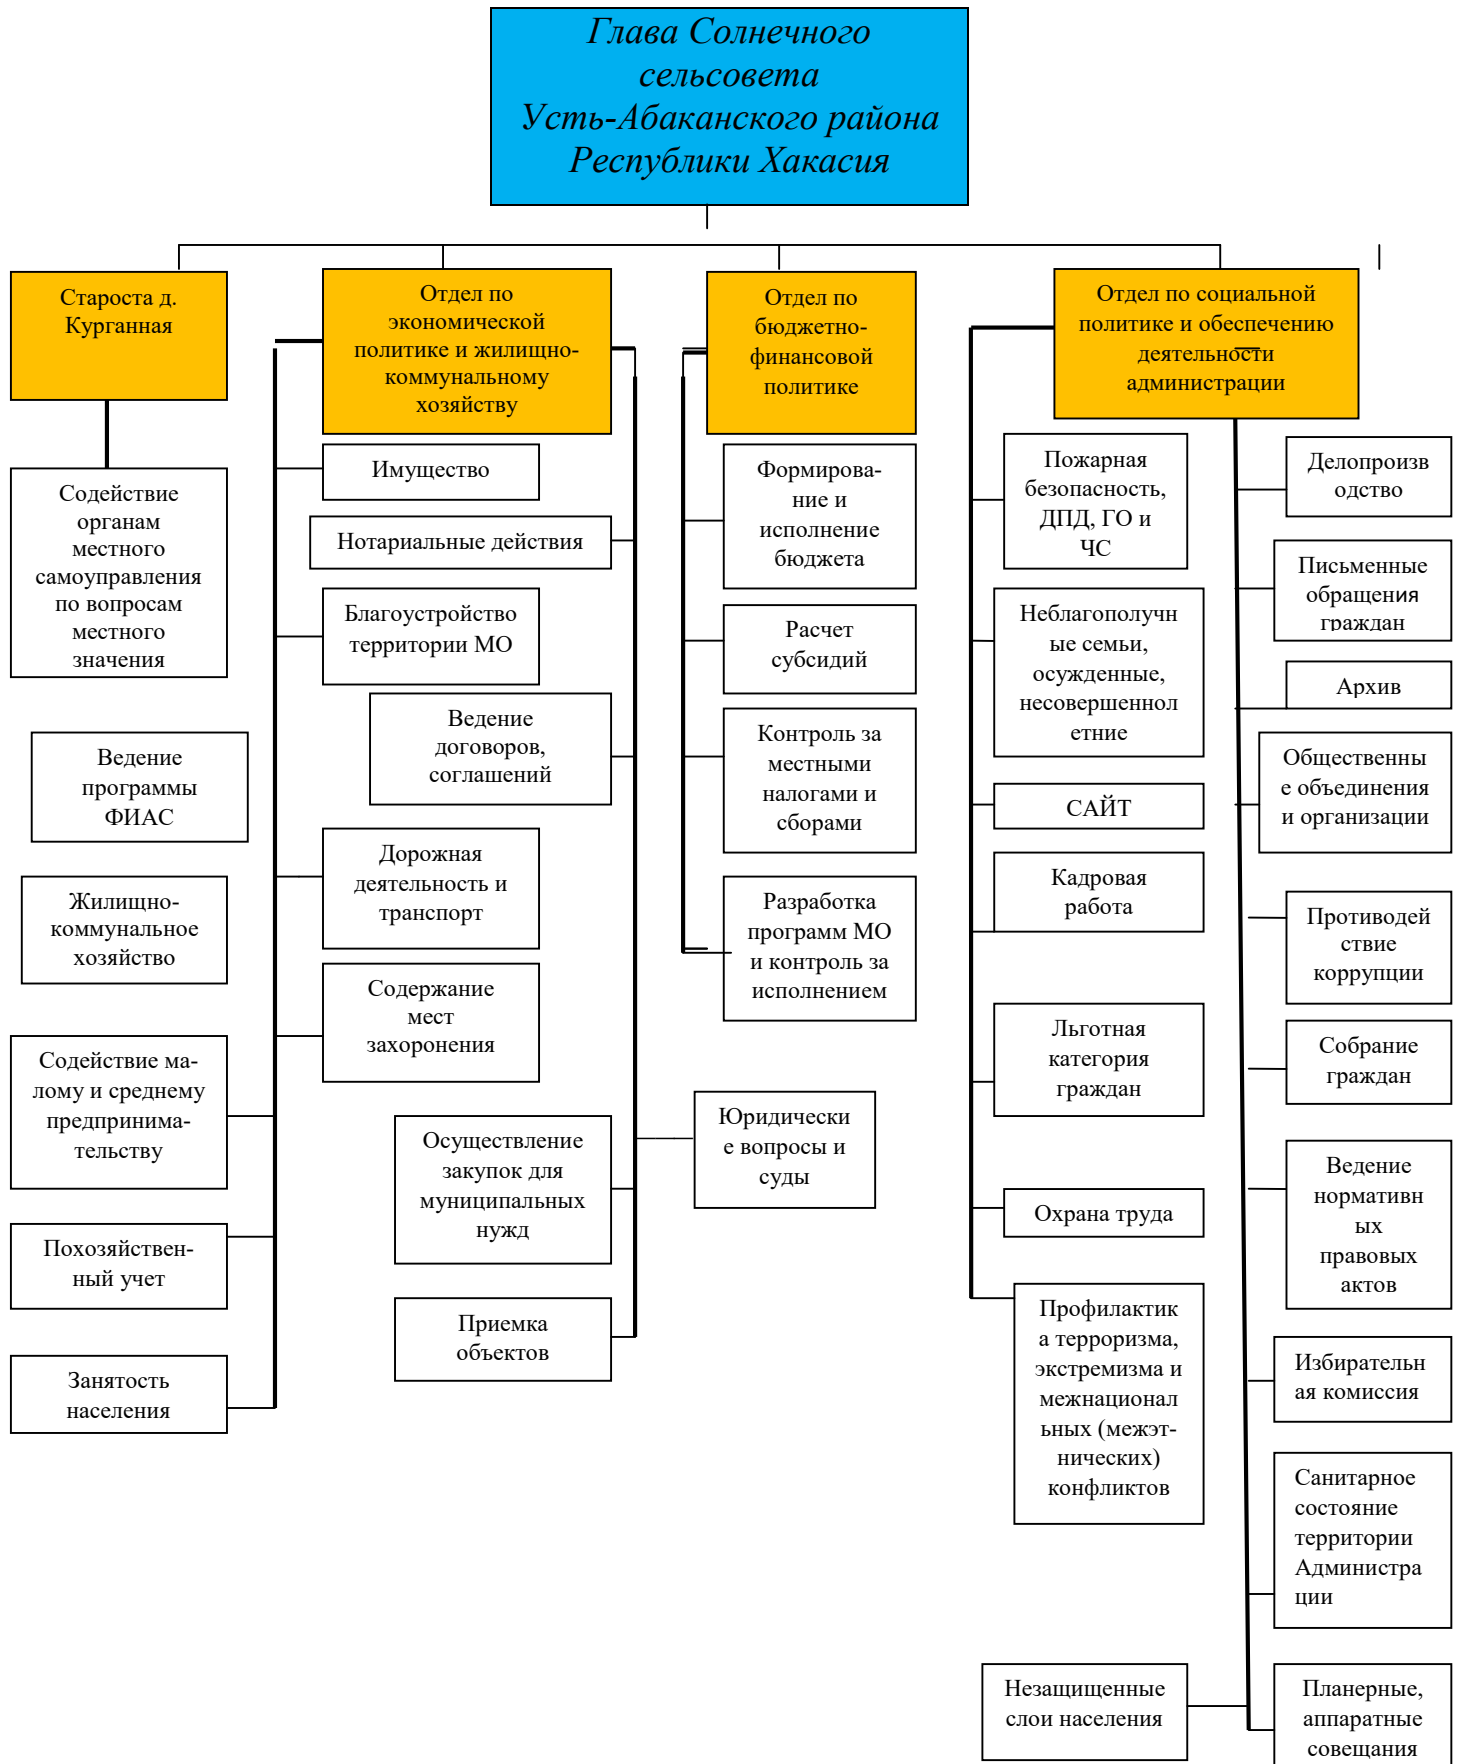 Глава Солнечного
сельсовета
Усть-Абаканского района
Республики Хакасия
Староста д.
Курганная
Отдел по
экономической
политике и жилищно-
коммунальному
хозяйству
Отдел по
бюджетно-
финансовой
политике
Отдел по социальной
политике и обеспечению
деятельности
администрации
Содействие
органам
местного
самоуправления
по вопросам
местного
значения
Ведение
программы
ФИАС
Жилищно-
коммунальное
хозяйство
Содействие ма-
лому и среднему
предпринима-
тельству
Похозяйствен-
ный учет
Занятость
населения
Имущество
Нотариальные действия
Благоустройство
территории МО
Ведение
договоров,
соглашений
Дорожная
деятельность и
транспорт
Содержание
мест
захоронения
Осуществление
закупок для
муниципальных
нужд
Приемка
объектов
Формирова-
ние и
исполнение
бюджета
Расчет
субсидий
Контроль за
местными
налогами и
сборами
Разработка
программ МО
и контроль за
исполнением
Юридически
е вопросы и
суды
Пожарная
безопасность,
ДПД, ГО и
ЧС
Неблагополучн
ые семьи,
осужденные,
несовершеннол
етние
САЙТ
Кадровая
работа
Льготная
категория
граждан
Охрана труда
Профилактик
а терроризма,
экстремизма и
межнационал
ьных (межэт-
нических)
конфликтов
Незащищенные
слои населения
Делопроизв
одство
Письменные
обращения
граждан
Архив
Общественны
е объединения
и организации
Противодей
ствие
коррупции
Собрание
граждан
Ведение
нормативн
ых
правовых
актов
Избирательн
ая комиссия
Санитарное
состояние
территории
Администра
ции
Планерные,
аппаратные
совещания